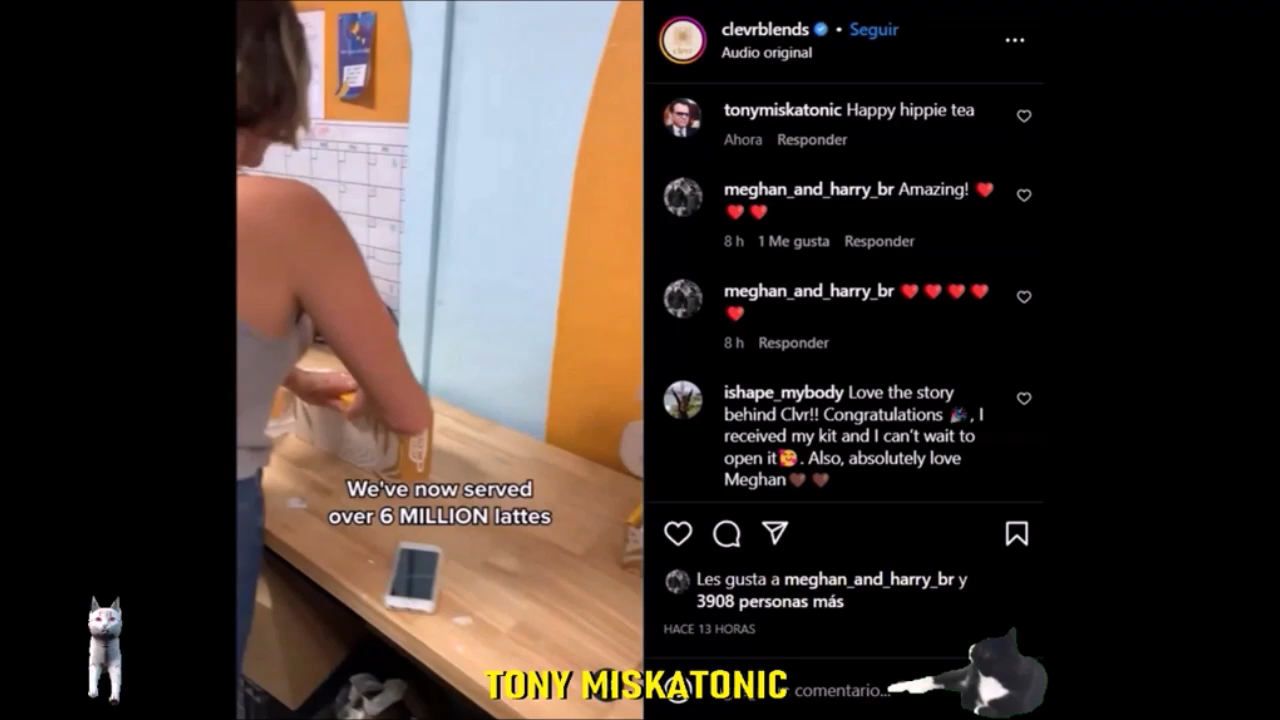 clevrblends • Seguir
Audio original
tonymiskatonic Happy hippie tea
Ahora Responder
meghan_and_harry_br Amazing! ❤️
❤️❤️
8 h 1 Me gusta Responder
meghan_and_harry_br ❤️❤️❤️❤️
❤️
8 h Responder
ishape_mybody Love the story
behind Clvr!! Congratulations 🎉, I
received my kit and I can't wait to
open it🥰. Also, absolutely love
Meghan🤎🤎
We've now served
over 6 MILLION lattes
Les gusta a meghan_and_harry_br y
3908 personas más
HACE 13 HORAS
comentario...
TONY MISKATONIC